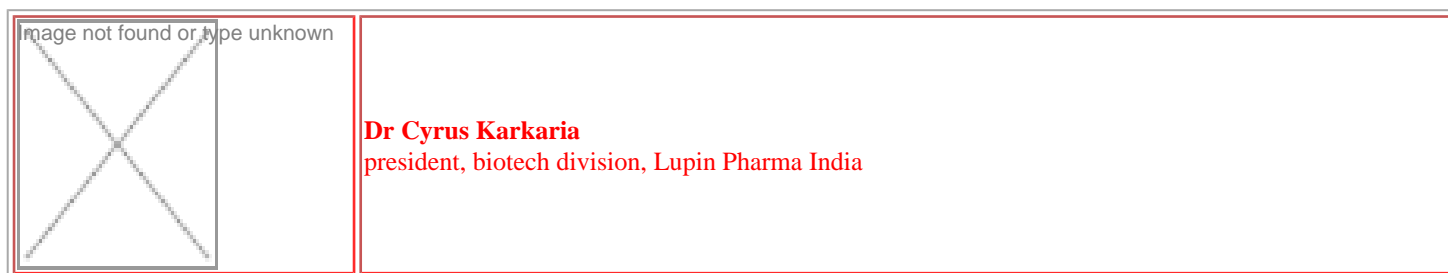 Image not found or type unknown
Dr Cyrus Karkaria
president, biotech division, Lupin Pharma India